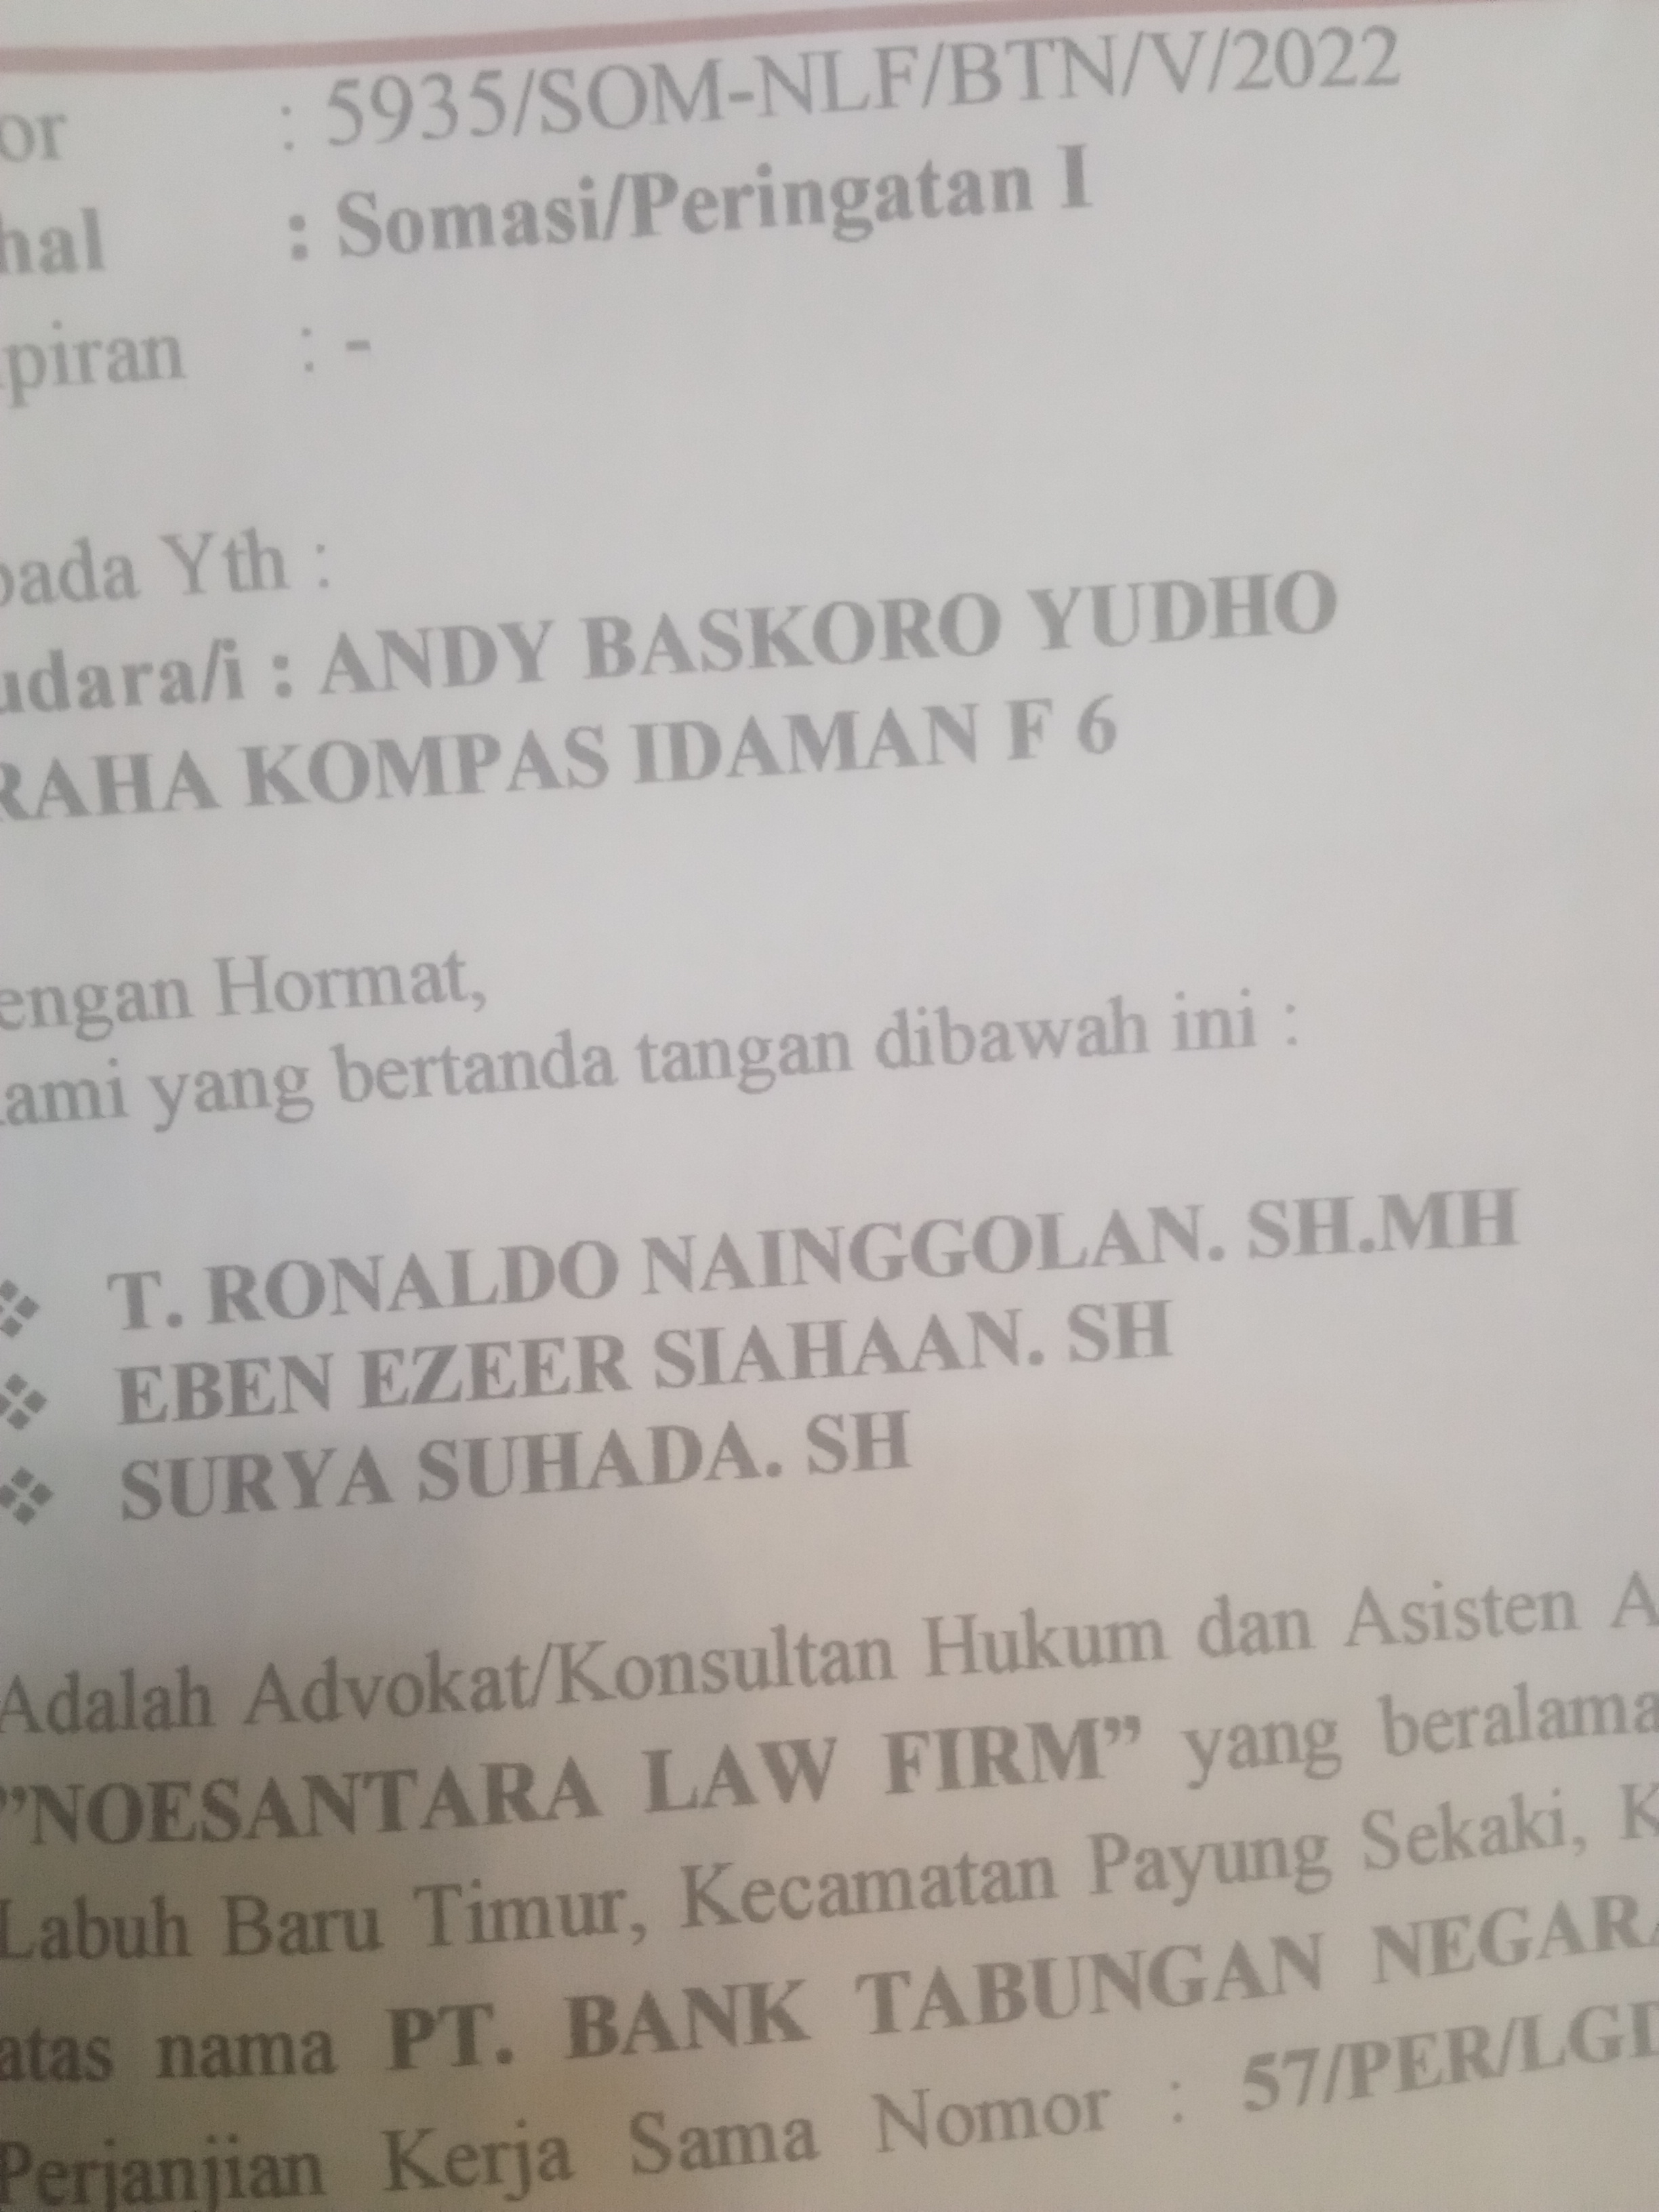 or : 5935/SOM-NLF/BTN/V/2022
hal : Somasi/Peringatan I
piran : -
pada Yth :
udara/i : ANDY BASKORO YUDHO
RAHA KOMPAS IDAMAN F 6
engan Hormat,
ami yang bertanda tangan dibawah ini :
❖ T. RONALDO NAINGGOLAN. SH.MH
❖ EBEN EZEER SIAHAAN. SH
❖ SURYA SUHADA. SH
Adalah Advokat/Konsultan Hukum dan Asisten A
”NOESANTARA LAW FIRM” yang beralama
Labuh Baru Timur, Kecamatan Payung Sekaki, K
atas nama PT. BANK TABUNGAN NEGARA
Perjanjian Kerja Sama Nomor : 57/PER/LGD